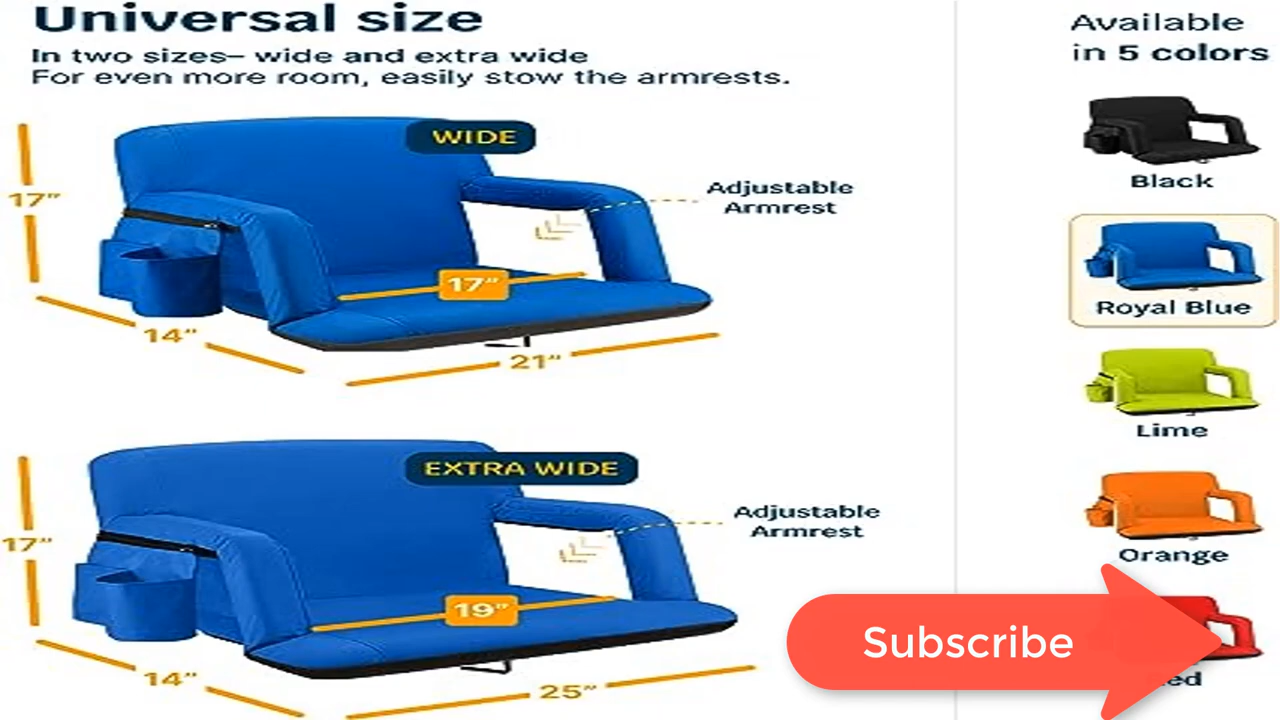 Universal size
In two sizes– wide and extra wide
For even more room, easily stow the armrests.
WIDE
17”
Adjustable
Armrest
17”
14”
21”
EXTRA WIDE
17”
Adjustable
Armrest
19”
14”
25”
Available
in 5 colors
Black
Royal Blue
Lime
Orange
Subscribe